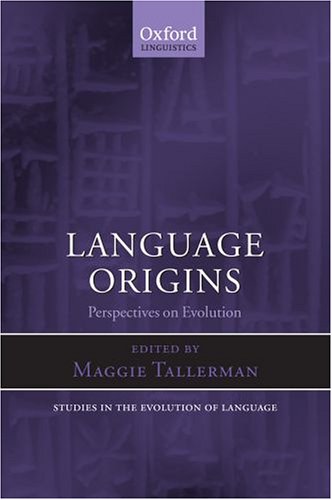 Oxford
LINGUISTICS
LANGUAGE
ORIGINS
Perspectives on Evolution
EDITED BY
MAGGIE TALLERMAN
STUDIES IN THE EVOLUTION OF LANGUAGE